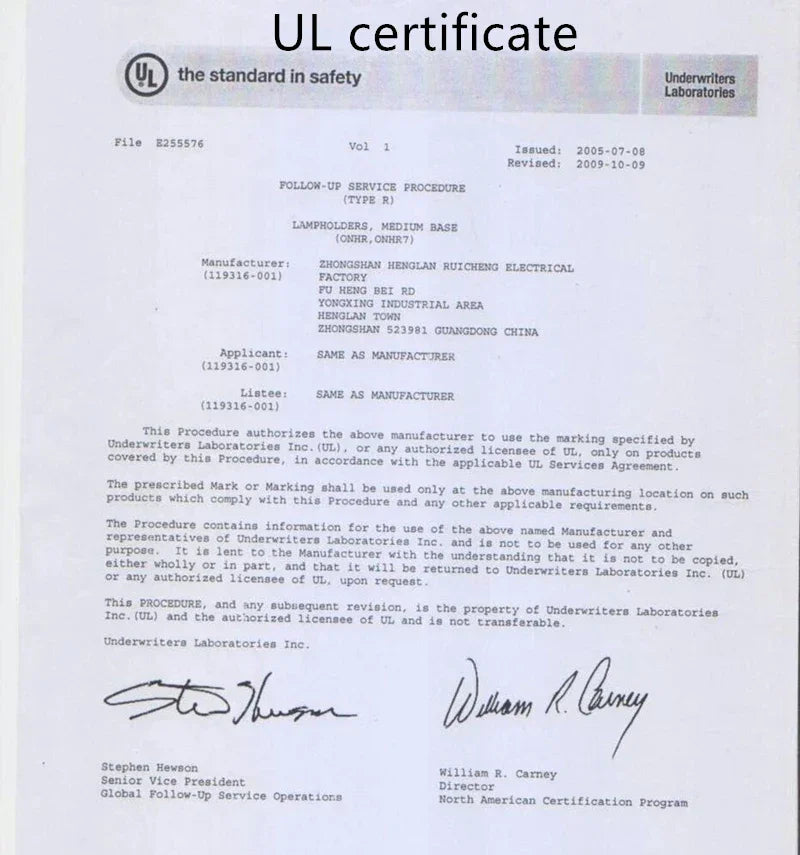 UL certificate
UL the standard in safety
Underwriters
Laboratories
File E255576 Vol 1 Issued: 2005-07-08
Revised: 2009-10-09
FOLLOW-UP SERVICE PROCEDURE
(TYPE R)
LAMPHOLDERS, MEDIUM BASE
(ONHR,ONHR7)
Manufacturer: ZHONGSHAN HENGLAN RUICHENG ELECTRICAL
(119316-001) FACTORY
FU HENG BEI RD
YONGXING INDUSTRIAL AREA
HENGLAN TOWN
ZHONGSHAN 523981 GUANGDONG CHINA
Applicant: SAME AS MANUFACTURER
(119316-001)
Listee: SAME AS MANUFACTURER
(119316-001)
This Procedure authorizes the above manufacturer to use the marking specified by
Underwriters Laboratories Inc.(UL), or any authorized licensee of UL, only on products
covered by this Procedure, in accordance with the applicable UL Services Agreement.
The prescribed Mark or Marking shall be used only at the above manufacturing location on such
products which comply with this Procedure and any other applicable requirements.
The Procedure contains information for the use of the above named Manufacturer and
representatives of Underwriters Laboratories Inc. and is not to be used for any other
purpose. It is lent to the Manufacturer with the understanding that it is not to be copied,
either wholly or in part, and that it will be returned to Underwriters Laboratories Inc. (UL)
or any authorized licensee of UL, upon request.
This PROCEDURE, and any subsequent revision, is the property of Underwriters Laboratories
Inc.(UL) and the authorized licensee of UL and is not transferable.
Underwriters Laboratories Inc.
William R. Carney
Stephen Hewson
Senior Vice President
Global Follow-Up Service Operations
William R. Carney
Director
North American Certification Program